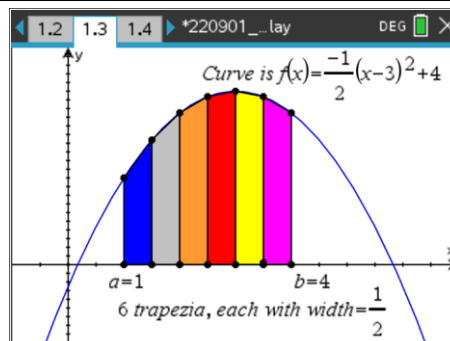 1.2 1.3 1.4 *220901_...lay DEG
y
Curve is f(x)=-1/2(x-3)^2+4
x
a=1 b=4
6 trapezia, each with width=1/2